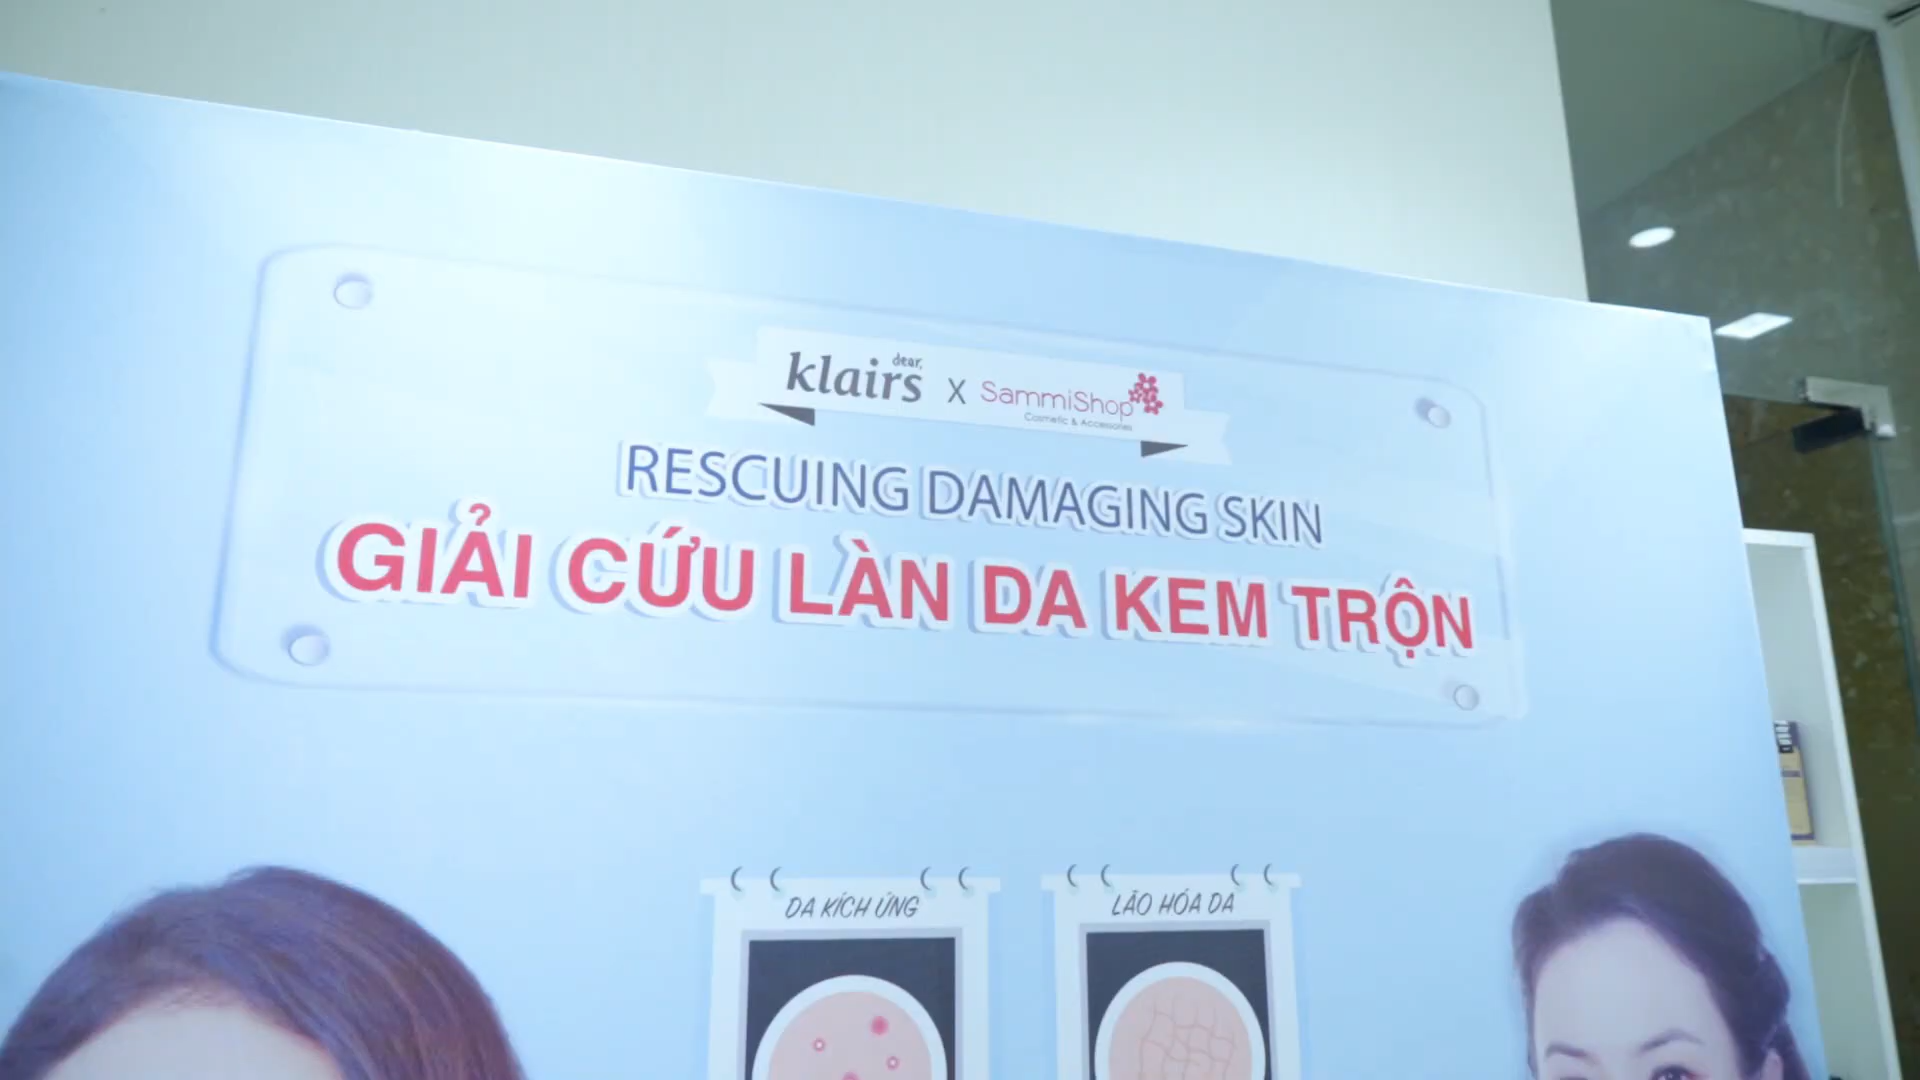 dear,
klairs X SammiShop
Cosmetic & Accessories
RESCUING DAMAGING SKIN
GIẢI CỨU LÀN DA KEM TRỘN
DA KÍCH ỨNG
LÃO HÓA DA